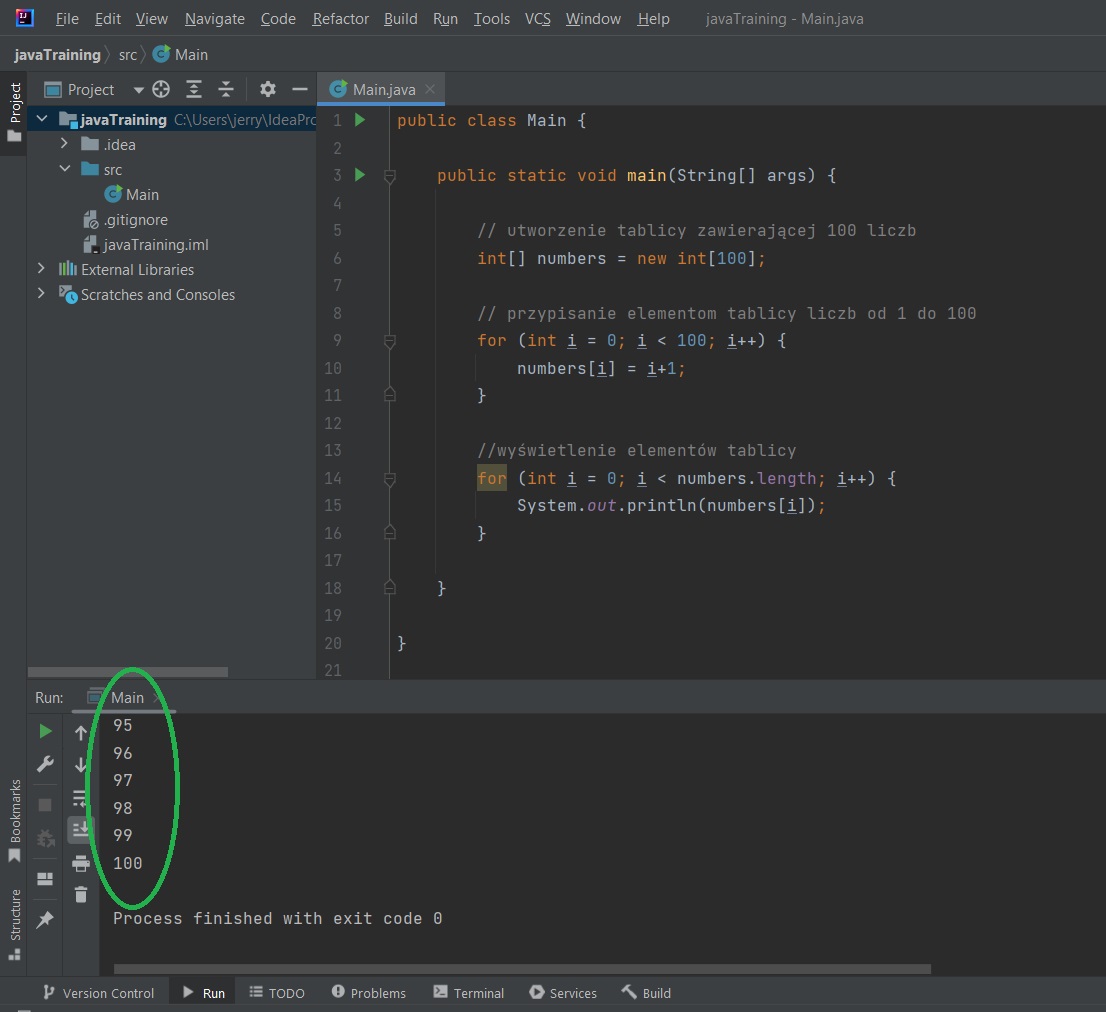 File Edit View Navigate Code Refactor Build Run Tools VCS Window Help javaTraining - Main.java
javaTraining src Main
Project
Project
Main.java
javaTraining C:\Users\jerry\IdeaPro
.idea
src
Main
.gitignore
javaTraining.iml
External Libraries
Scratches and Consoles
1 public class Main {
2
3 public static void main(String[] args) {
4
5 // utworzenie tablicy zawierającej 100 liczb
6 int[] numbers = new int[100];
7
8 // przypisanie elementom tablicy liczb od 1 do 100
9 for (int i = 0; i < 100; i++) {
10 numbers[i] = i+1;
11 }
12
13 //wyświetlenie elementów tablicy
14 for (int i = 0; i < numbers.length; i++) {
15 System.out.println(numbers[i]);
16 }
17
18 }
19
20 }
21
Run: Main
95
96
97
98
99
100
Process finished with exit code 0
Bookmarks
Structure
Version Control Run TODO Problems Terminal Services Build